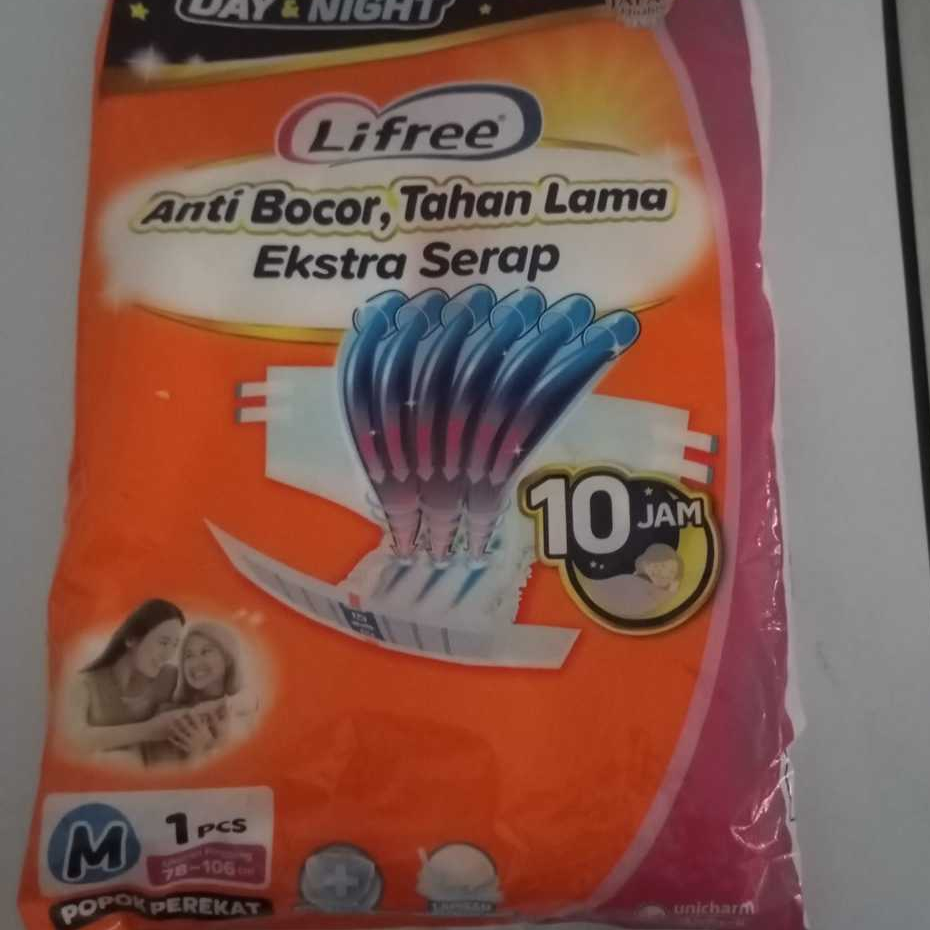 DAY & NIGHT
Lifree
Anti Bocor, Tahan Lama
Ekstra Serap
10 JAM
M
1 PCS
78-106 cm
POPOK PEREKAT
unicharm